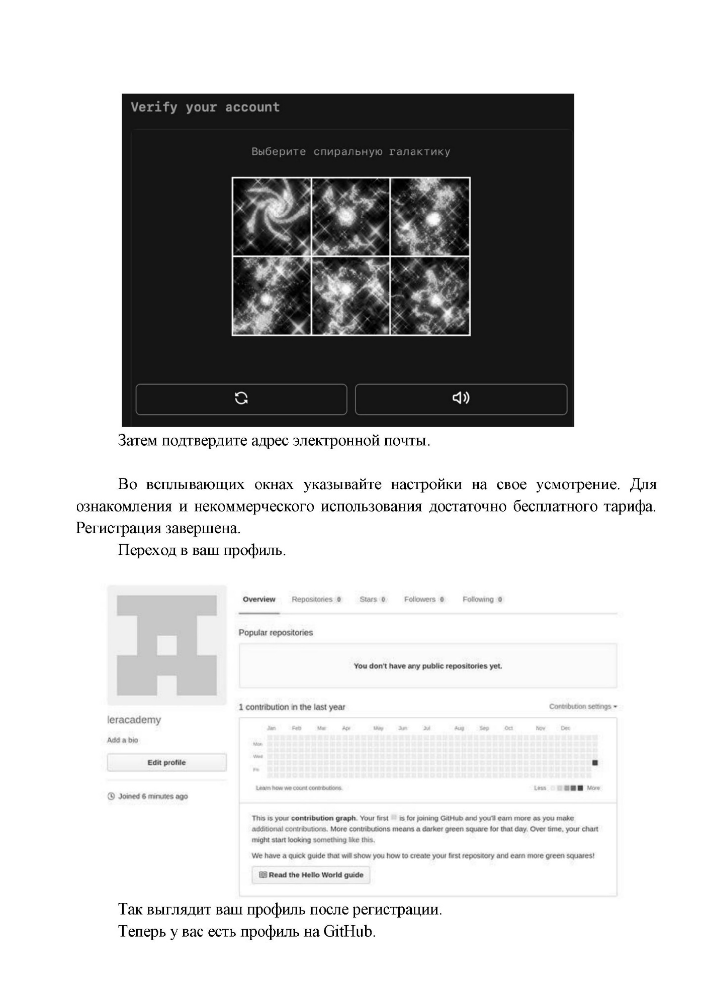 Verify your account
Выберите спиральную галактику
Затем подтвердите адрес электронной почты.
Во всплывающих окнах указывайте настройки на свое усмотрение. Для
ознакомления и некоммерческого использования достаточно бесплатного тарифа.
Регистрация завершена.
Переход в ваш профиль.
Overview Repositories 0 Stars 0 Followers 0 Following 0
Popular repositories
You don't have any public repositories yet.
1 contribution in the last year
Contribution settings
leracademy
Add a bio
Edit profile
Joined 6 minutes ago
Jan Feb Mar Apr May Jun Jul Aug Sep Oct Nov Dec
Mon
Wed
Fri
Learn how we count contributions.
Less More
This is your contribution graph. Your first is for joining GitHub and you'll earn more as you make
additional contributions. More contributions means a darker green square for that day. Over time, your chart
might start looking something like this.
We have a quick guide that will show you how to create your first repository and earn more green squares!
Read the Hello World guide
Так выглядит ваш профиль после регистрации.
Теперь у вас есть профиль на GitHub.